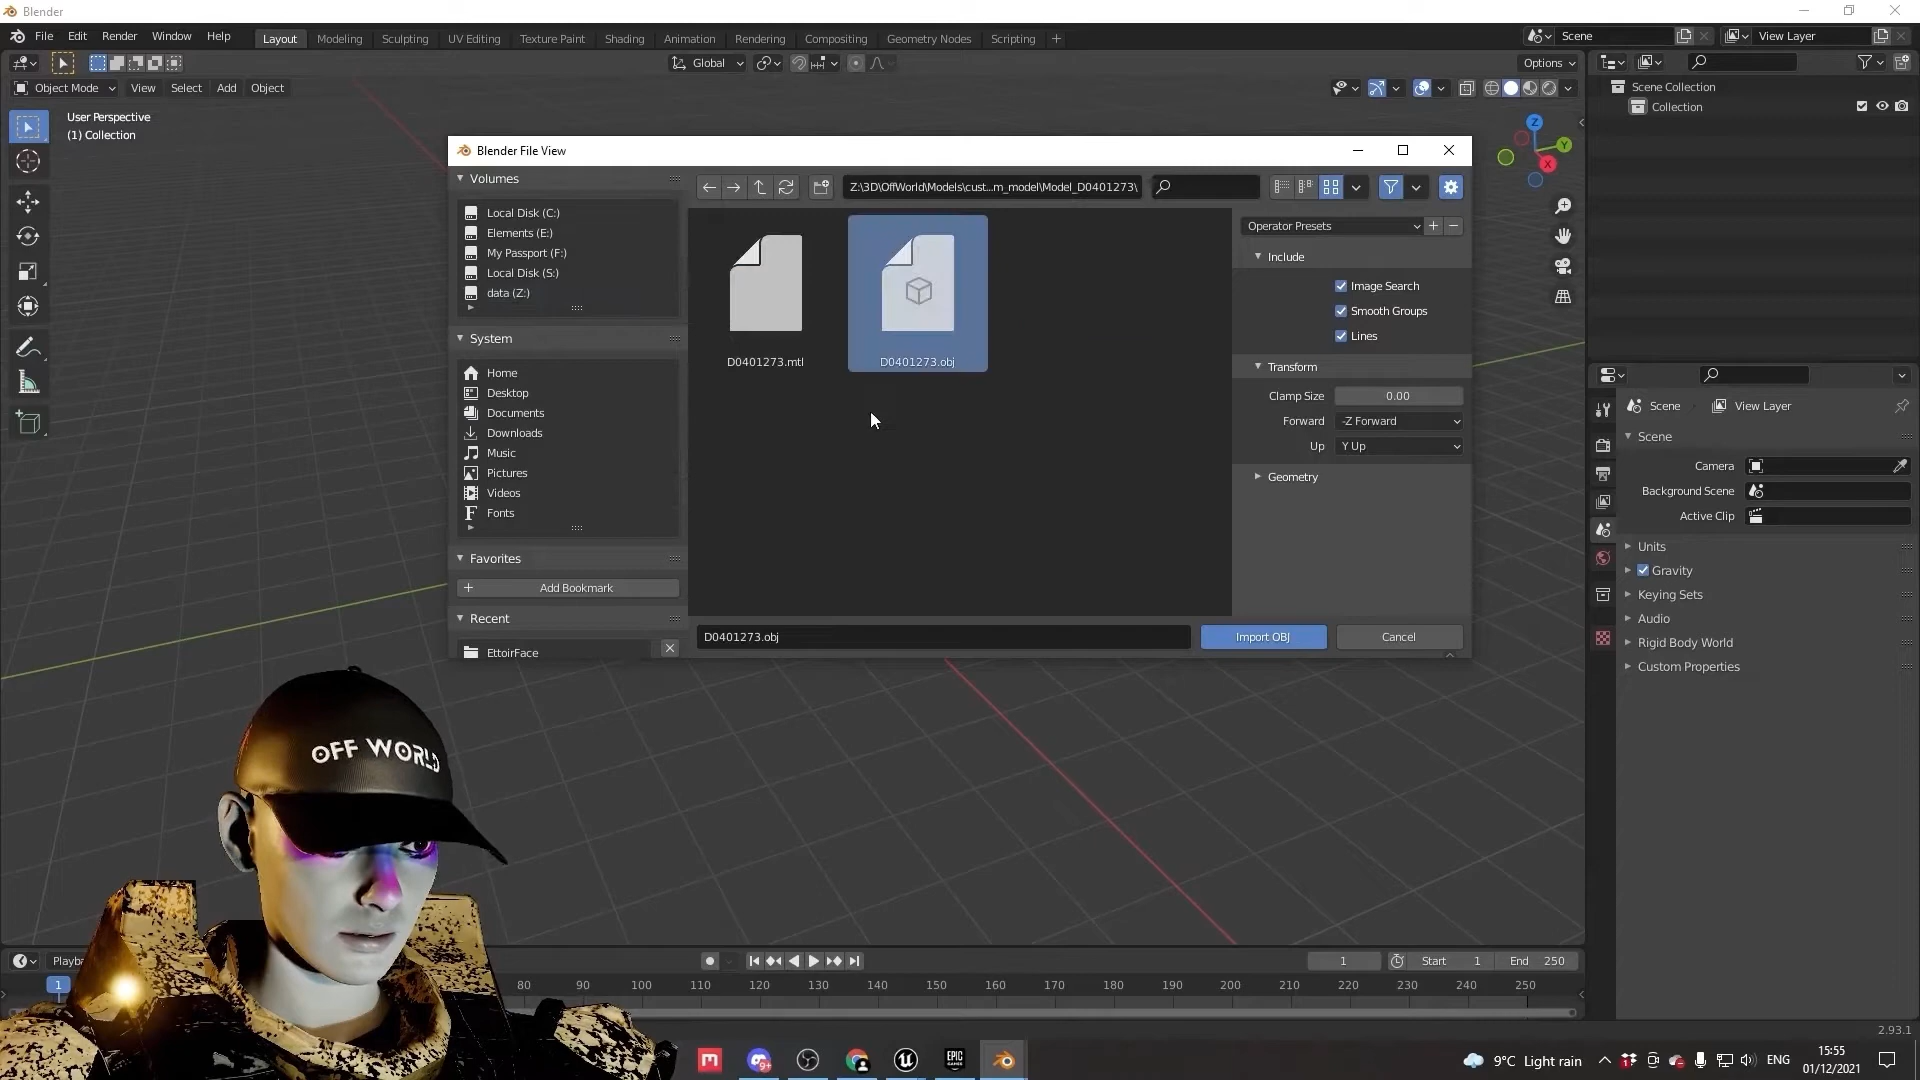 Blender
File Edit Render Window Help
Layout Modeling Sculpting UV Editing Texture Paint Shading Animation Rendering Compositing Geometry Nodes Scripting +
Scene
View Layer
Global
Options
Object Mode View Select Add Object
User Perspective
(1) Collection
Z
Y
X
Scene Collection
Collection
Blender File View
Volumes
Local Disk (C:)
Elements (E:)
My Passport (F:)
Local Disk (S:)
data (Z:)
System
Home
Desktop
Documents
Downloads
Music
Pictures
Videos
Fonts
Favorites
Add Bookmark
Recent
EttoirFace
Z:\3D\OffWorld\Models\cust...m_model\Model_D0401273\
D0401273.mtl
D0401273.obj
Operator Presets
Include
Image Search
Smooth Groups
Lines
Transform
Clamp Size 0.00
Forward -Z Forward
Up Y Up
Geometry
D0401273.obj
Import OBJ
Cancel
Scene View Layer
Scene
Camera
Background Scene
Active Clip
Units
Gravity
Keying Sets
Audio
Rigid Body World
Custom Properties
OFF WORLD
1
Start 1
End 250
1
80 90 100 110 120 130 140 150 160 170 180 190 200 210 220 230 240 250
2.93.1
EPIC
GAMES
9+
9°C Light rain
ENG
15:55
01/12/2021